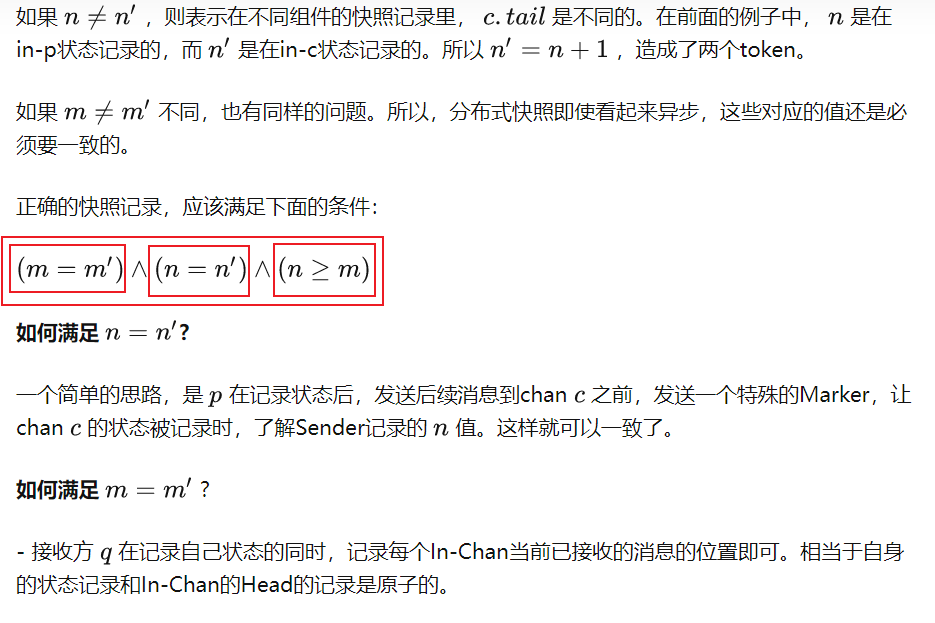 如果 n ≠ n′ ，则表示在不同组件的快照记录里， c.tail 是不同的。在前面的例子中， n 是在
in-p状态记录的，而 n′ 是在in-c状态记录的。所以 n′ = n + 1 ，造成了两个token。
如果 m ≠ m′ 不同，也有同样的问题。所以，分布式快照即使看起来异步，这些对应的值还是必
须要一致的。
正确的快照记录，应该满足下面的条件：
(m = m′) ∧ (n = n′) ∧ (n ≥ m)
如何满足 n = n′?
一个简单的思路，是 p 在记录状态后，发送后续消息到chan c 之前，发送一个特殊的Marker，让
chan c 的状态被记录时，了解Sender记录的 n 值。这样就可以一致了。
如何满足 m = m′ ？
- 接收方 q 在记录自己状态的同时，记录每个In-Chan当前已接收的消息的位置即可。相当于自身
的状态记录和In-Chan的Head的记录是原子的。